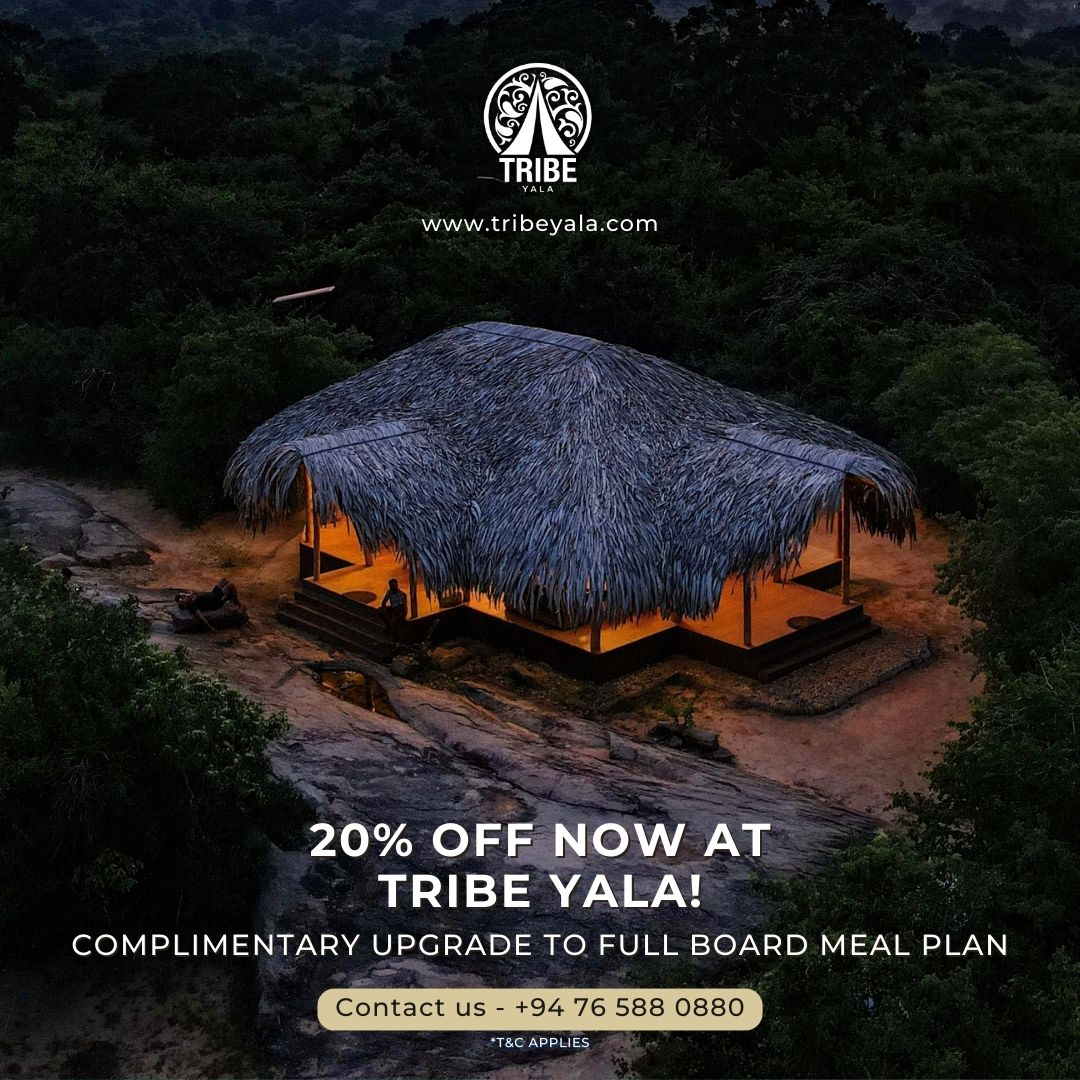 TRIBE
YALA
www.tribeyala.com
20% OFF NOW AT
TRIBE YALA!
COMPLIMENTARY UPGRADE TO FULL BOARD MEAL PLAN
Contact us - +94 76 588 0880
*T&C APPLIES